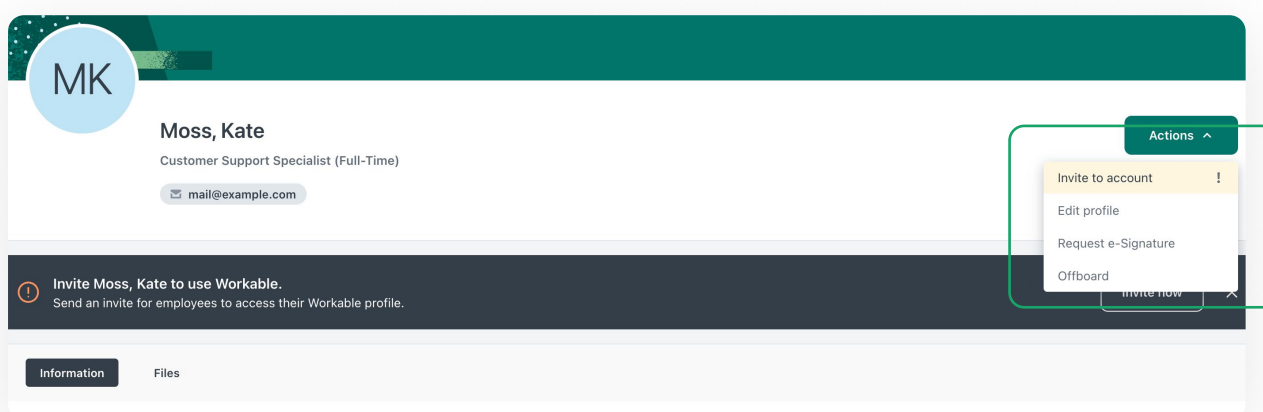 MK
Moss, Kate
Customer Support Specialist (Full-Time)
mail@example.com
Actions
Invite to account !
Edit profile
Request e-Signature
Offboard
Invite Moss, Kate to use Workable.
Send an invite for employees to access their Workable profile.
Invite now
Information
Files